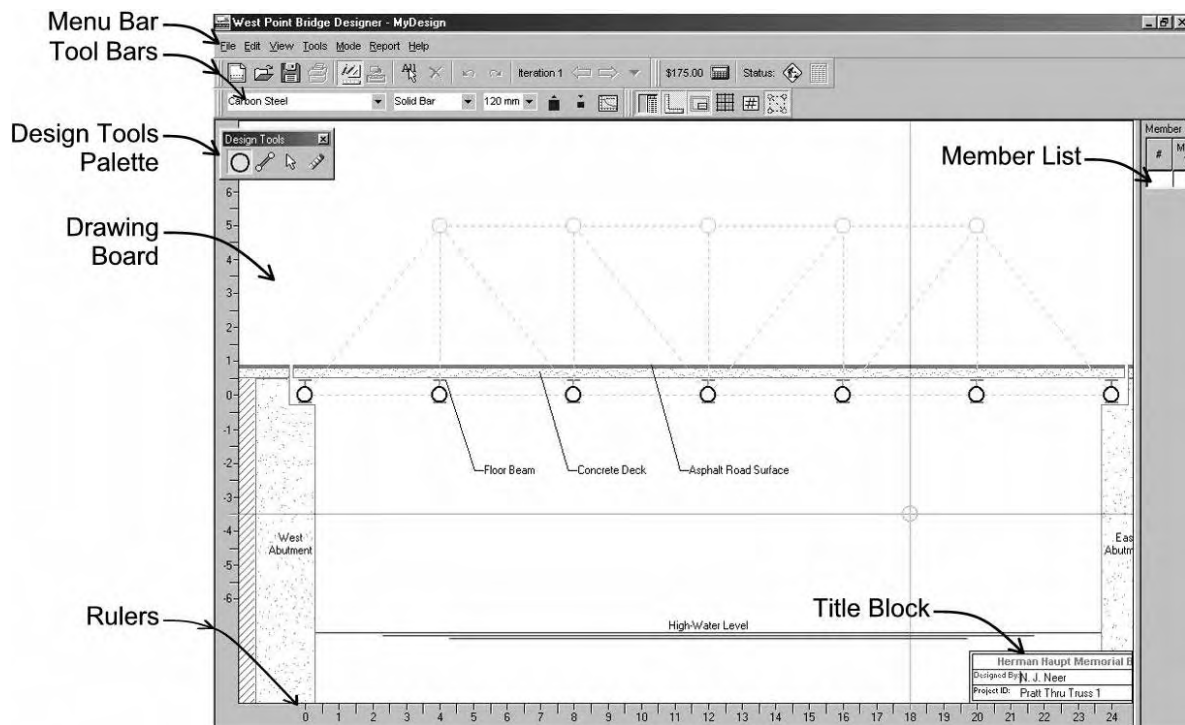 Menu Bar
Tool Bars
Design Tools
Palette
Drawing
Board
Rulers
Member List
Title Block
West Point Bridge Designer - MyDesign
File Edit View Tools Mode Report Help
All Iteration 1 $175.00 Status:
Carbon Steel Solid Bar 120 mm #
Design Tools
Member
# M
6
5
4
3
2
1
0
-1
-2
-3
-4
-5
-6
Floor Beam Concrete Deck Asphalt Road Surface
West
Abutment
Eas
Abutm
High-Water Level
Herman Haupt Memorial B
Designed By: N. J. Neer
Project ID: Pratt Thru Truss 1
0 1 2 3 4 5 6 7 8 9 10 11 12 13 14 15 16 17 18 19 20 21 22 23 24